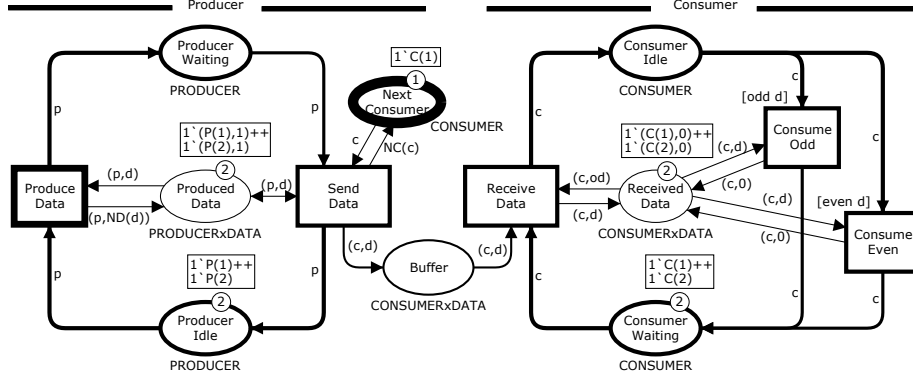 Producer
Consumer
Producer
Waiting
PRODUCER
1`C(1)
1
Next
Consumer
CONSUMER
Consumer
Idle
CONSUMER
p
p
c
NC(c)
c
c
c
[odd d]
Consume
Odd
1`(P(1),1)++
1`(P(2),1)
2
1`(C(1),0)++
1`(C(2),0)
2
Produce
Data
(p,d)
(p,ND(d))
Produced
Data
PRODUCERxDATA
(p,d)
Send
Data
Receive
Data
(c,od)
(c,d)
Received
Data
CONSUMERxDATA
(c,d)
(c,0)
(c,d)
(c,0)
[even d]
Consume
Even
(c,d)
Buffer
(c,d)
CONSUMERxDATA
p
p
c
c
c
1`P(1)++
1`P(2)
2
Producer
Idle
PRODUCER
1`C(1)++
1`C(2)
2
Consumer
Waiting
CONSUMER